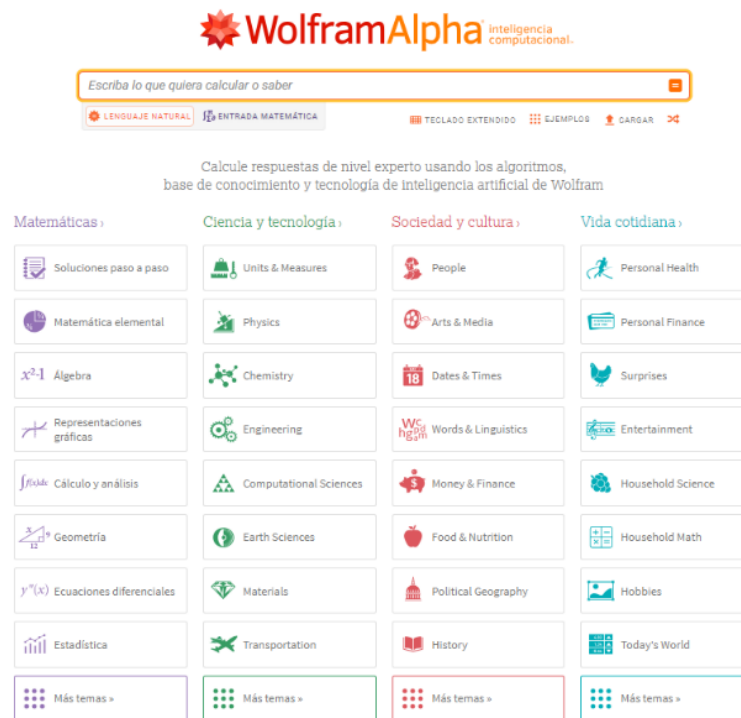 WolframAlpha inteligencia computacional.
Escriba lo que quiera calcular o saber
LENGUAJE NATURAL ENTRADA MATEMÁTICA TECLADO EXTENDIDO EJEMPLOS CARGAR
Calcule respuestas de nivel experto usando los algoritmos,
base de conocimiento y tecnología de inteligencia artificial de Wolfram
Matemáticas ›
Soluciones paso a paso
Matemática elemental
x²-1 Álgebra
Representaciones
gráficas
∫f(x)dx Cálculo y análisis
x 9 12 Geometría
y″(x) Ecuaciones diferenciales
Estadística
Más temas »
Ciencia y tecnología ›
Units & Measures
Physics
Chemistry
Engineering
Computational Sciences
Earth Sciences
Materials
Transportation
Más temas »
Sociedad y cultura ›
People
Arts & Media
18 Dates & Times
Words & Linguistics
$ Money & Finance
Food & Nutrition
Political Geography
History
Más temas »
Vida cotidiana ›
Personal Health
Personal Finance
Surprises
Entertainment
Household Science
Household Math
Hobbies
Today's World
Más temas »